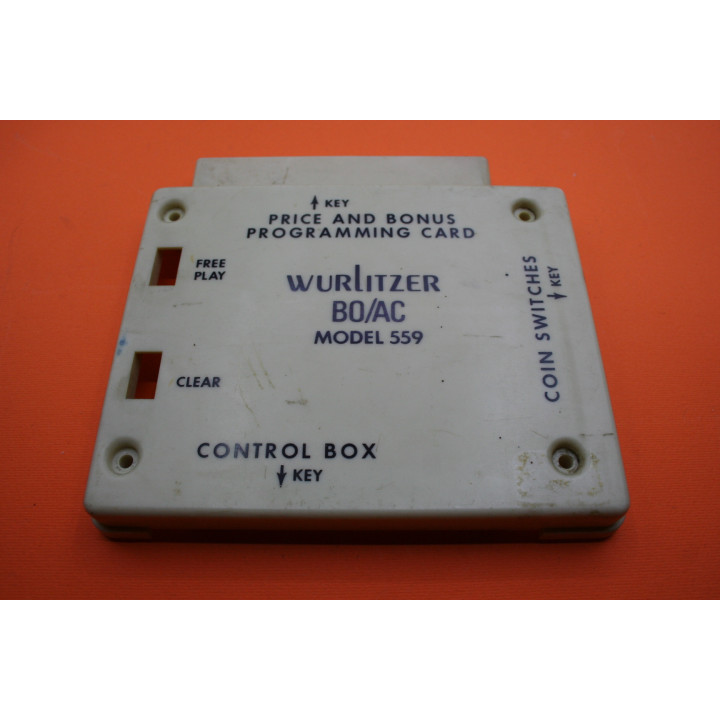 ↑ KEY
PRICE AND BONUS
PROGRAMMING CARD
FREE
PLAY
WURLITZER
BO/AC
MODEL 559
COIN SWITCHES
↓ KEY
CLEAR
CONTROL BOX
↓ KEY